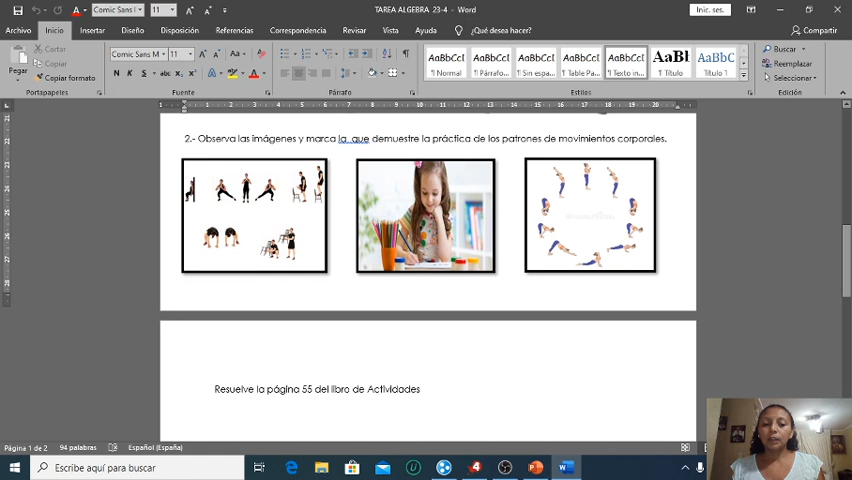 TAREA ALGEBRA 23-4 - Word
Inic. ses.
Archivo Inicio Insertar Diseño Disposición Referencias Correspondencia Revisar Vista Ayuda ¿Qué desea hacer? Compartir
Pegar
Cortar
Copiar
Copiar formato
Portapapeles
Comic Sans M 11
Fuente
Párrafo
AaBbCcI AaBbCcI AaBbCcI AaBbCcI AaBbCcI AaBl AaBbC
¶ Normal ¶ Párrafo... ¶ Sin espa... ¶ Table Pa... ¶ Texto in... ¶ Título Título 1
Estilos
Buscar
Reemplazar
Seleccionar
Edición
2.- Observa las imágenes y marca la que demuestre la práctica de los patrones de movimientos corporales.
Resuelve la página 55 del libro de Actividades
Página 1 de 2 94 palabras Español (España)
Escribe aquí para buscar